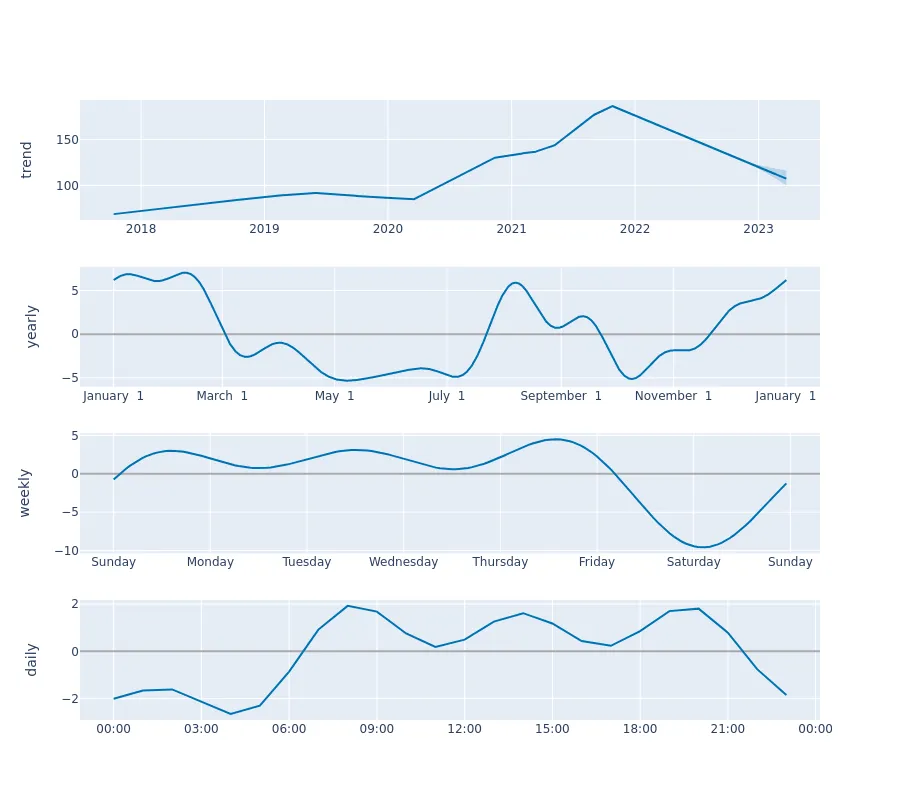 trend
150
100
2018 2019 2020 2021 2022 2023
yearly
5
0
−5
January 1 March 1 May 1 July 1 September 1 November 1 January 1
weekly
5
0
−5
−10
Sunday Monday Tuesday Wednesday Thursday Friday Saturday Sunday
daily
2
0
−2
00:00 03:00 06:00 09:00 12:00 15:00 18:00 21:00 00:00